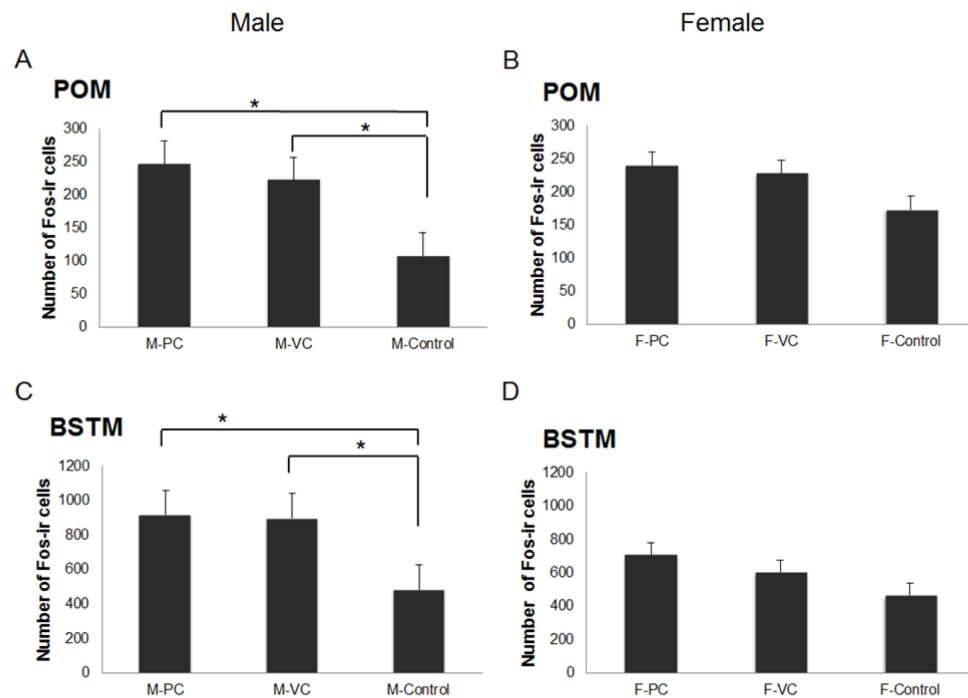 Male
Female
A
B
POM
POM
*
*
Number of Fos-ir cells
300
250
200
150
100
50
0
M-PC
M-VC
M-Control
Number of Fos-ir cells
300
250
200
150
100
50
0
F-PC
F-VC
F-Control
C
D
BSTM
BSTM
*
*
Number of Fos-ir cells
1200
1000
800
600
400
200
0
M-PC
M-VC
M-Control
Number of Fos-ir cells
1200
1000
800
600
400
200
0
F-PC
F-VC
F-Control